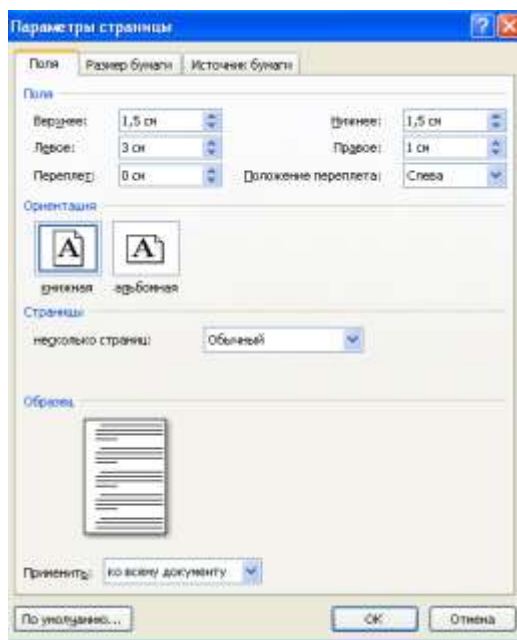 Параметры страницы
Поля Размер бумаги Источник бумаги
Поля
Верхнее: 1,5 см Нижнее: 1,5 см
Левое: 3 см Правое: 1 см
Переплет: 0 см Положение переплета: Слева
Ориентация
A A
книжная альбомная
Страницы
несколько страниц: Обычный
Образец
Применить: ко всему документу
По умолчанию... ОК Отмена